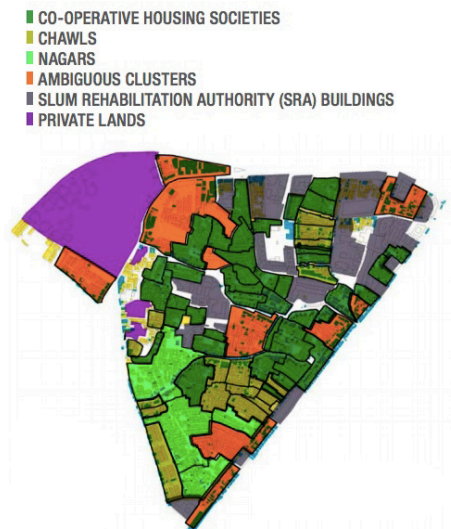 CO-OPERATIVE HOUSING SOCIETIES
CHAWLS
NAGARS
AMBIGUOUS CLUSTERS
SLUM REHABILITATION AUTHORITY (SRA) BUILDINGS
PRIVATE LANDS